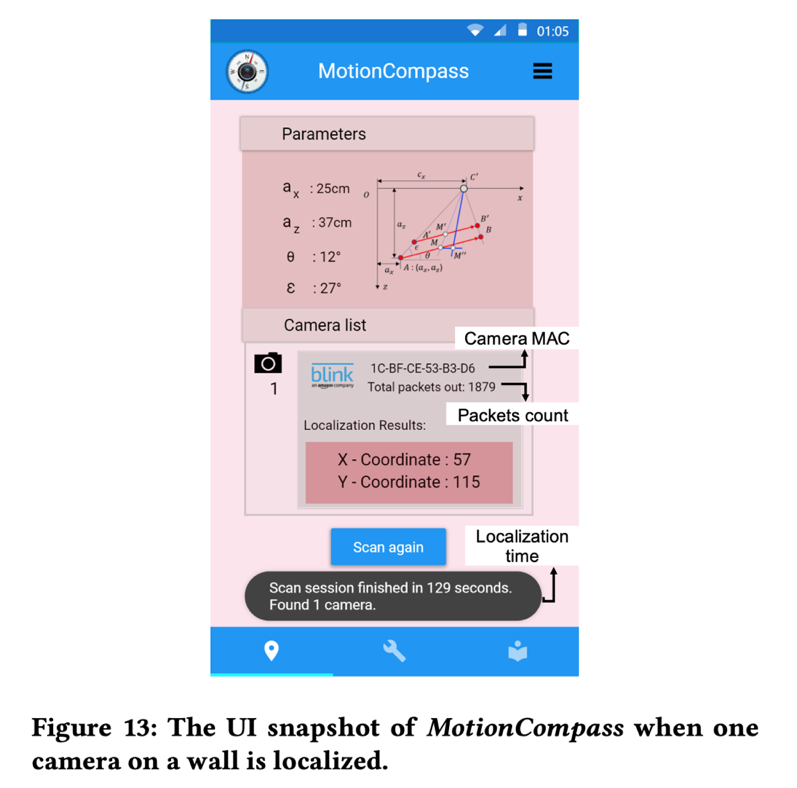 01:05
MotionCompass
Parameters
a_x : 25cm
a_z : 37cm
θ : 12°
ε : 27°
O
c_x
C'
x
a_z
A'
M'
B'
B
ϵ
M
θ
M''
a_x
A : (a_x, a_z)
z
Camera list
Camera MAC
1
blink
an amazon company
1C-BF-CE-53-B3-D6
Total packets out: 1879
Packets count
Localization Results:
X - Coordinate : 57
Y - Coordinate : 115
Scan again
Localization
time
Scan session finished in 129 seconds.
Found 1 camera.
Figure 13: The UI snapshot of MotionCompass when one
camera on a wall is localized.